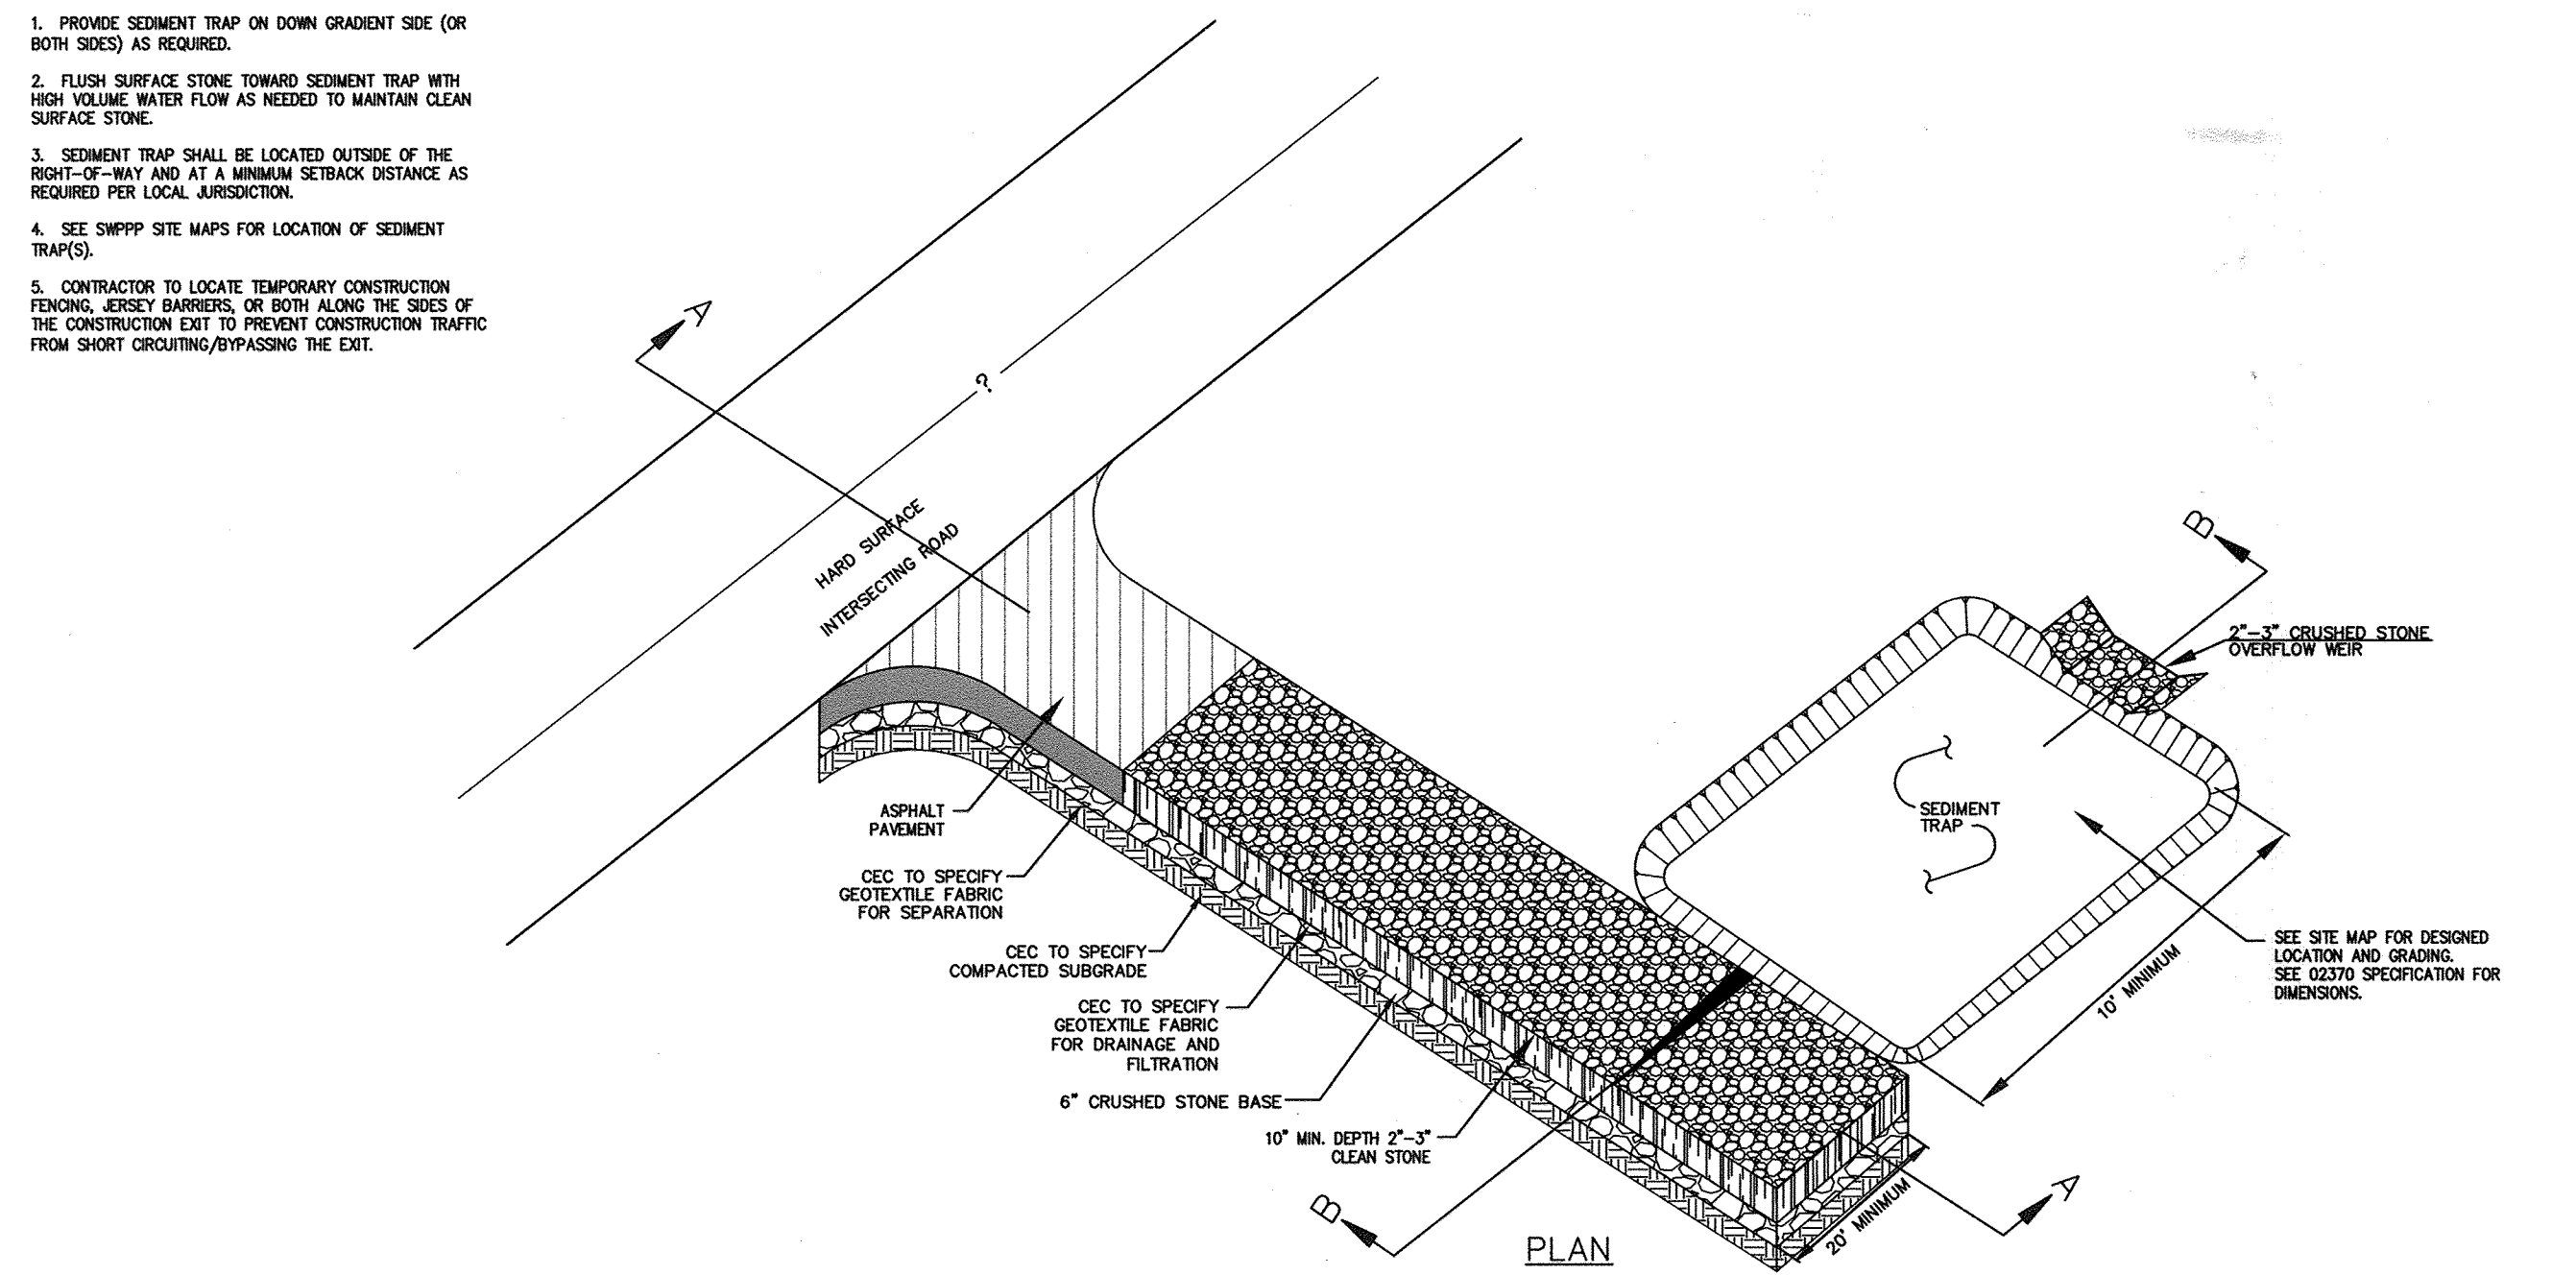 1. PROVIDE SEDIMENT TRAP ON DOWN GRADIENT SIDE (OR
BOTH SIDES) AS REQUIRED.
2. FLUSH SURFACE STONE TOWARD SEDIMENT TRAP WITH
HIGH VOLUME WATER FLOW AS NEEDED TO MAINTAIN CLEAN
SURFACE STONE.
3. SEDIMENT TRAP SHALL BE LOCATED OUTSIDE OF THE
RIGHT-OF-WAY AND AT A MINIMUM SETBACK DISTANCE AS
REQUIRED PER LOCAL JURISDICTION.
4. SEE SWPPP SITE MAPS FOR LOCATION OF SEDIMENT
TRAP(S).
5. CONTRACTOR TO LOCATE TEMPORARY CONSTRUCTION
FENCING, JERSEY BARRIERS, OR BOTH ALONG THE SIDES OF
THE CONSTRUCTION EXIT TO PREVENT CONSTRUCTION TRAFFIC
FROM SHORT CIRCUITING/BYPASSING THE EXIT.
A
?
HARD SURFACE
INTERSECTING ROAD
B
2"-3" CRUSHED STONE
OVERFLOW WEIR
SEDIMENT
TRAP
ASPHALT
PAVEMENT
CEC TO SPECIFY
GEOTEXTILE FABRIC
FOR SEPARATION
CEC TO SPECIFY
COMPACTED SUBGRADE
CEC TO SPECIFY
GEOTEXTILE FABRIC
FOR DRAINAGE AND
FILTRATION
6" CRUSHED STONE BASE
10" MIN. DEPTH 2"-3"
CLEAN STONE
SEE SITE MAP FOR DESIGNED
LOCATION AND GRADING.
SEE 02370 SPECIFICATION FOR
DIMENSIONS.
10' MINIMUM
20' MINIMUM
A
B
PLAN